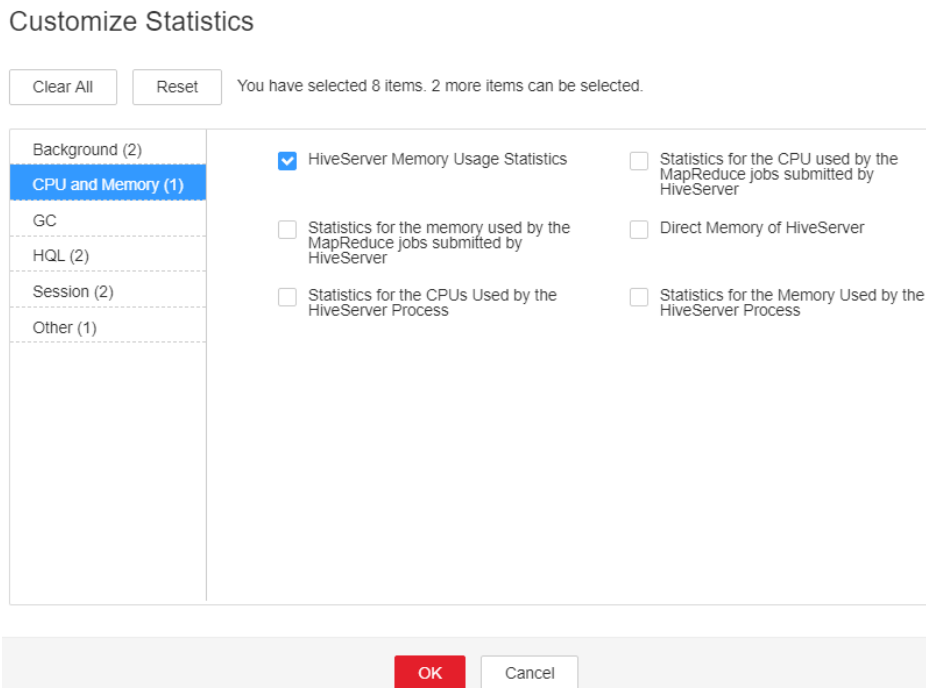 Customize Statistics
Clear All
Reset
You have selected 8 items. 2 more items can be selected.
Background (2)
CPU and Memory (1)
GC
HQL (2)
Session (2)
Other (1)
HiveServer Memory Usage Statistics
Statistics for the CPU used by the
MapReduce jobs submitted by
HiveServer
Statistics for the memory used by the
MapReduce jobs submitted by
HiveServer
Direct Memory of HiveServer
Statistics for the CPUs Used by the
HiveServer Process
Statistics for the Memory Used by the
HiveServer Process
OK
Cancel